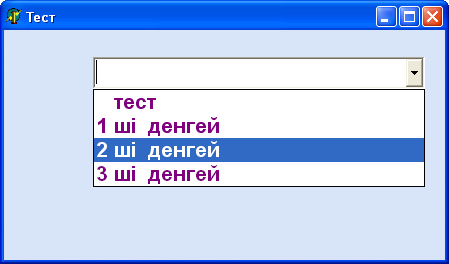 Тест
тест
1 ші денгей
2 ші денгей
3 ші денгей